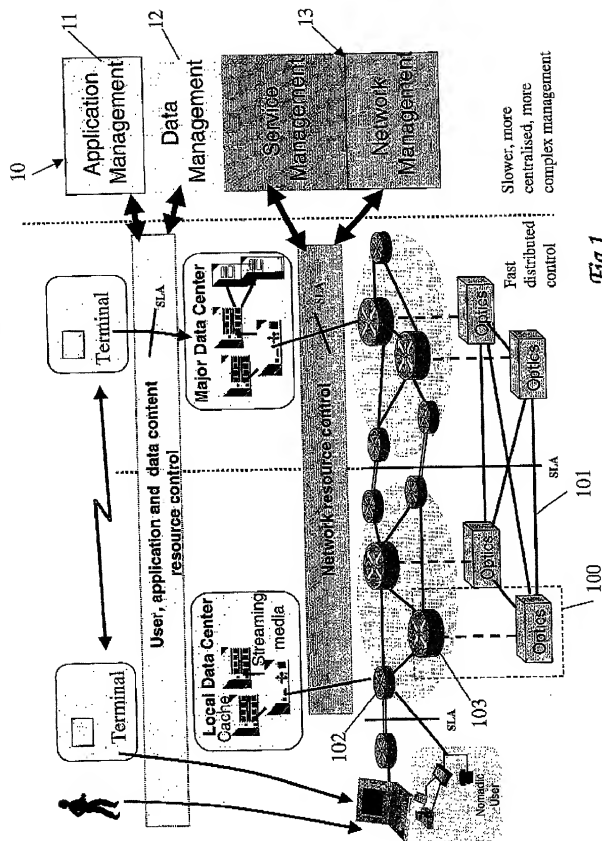 10
11
Application
Management
12
Data
Management
Service
Management
13
Network
Management
Slower, more
centralised, more
complex management
Terminal
Terminal
User, application and data content
resource control
SLA
Major Data Center
Local Data Center
Cache
Streaming
media
SLA
Network resource control
Fast
distributed
control
102
103
SLA
Nomadic
User
SLA
Optics
Optics
Optics
Optics
100
101
Fig.1